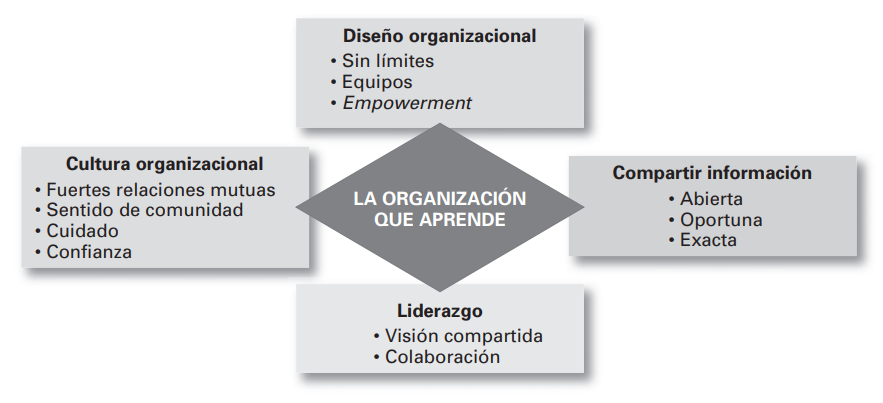 Diseño organizacional
• Sin límites
• Equipos
• Empowerment
Cultura organizacional
• Fuertes relaciones mutuas
• Sentido de comunidad
• Cuidado
• Confianza
LA ORGANIZACIÓN
QUE APRENDE
Compartir información
• Abierta
• Oportuna
• Exacta
Liderazgo
• Visión compartida
• Colaboración